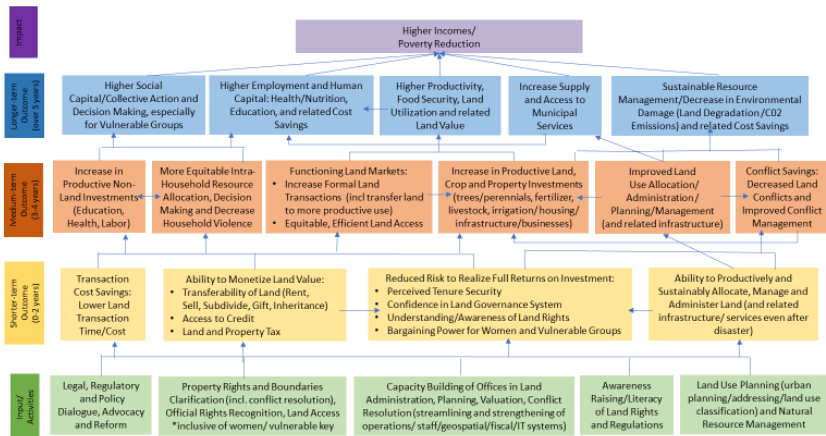 Impact
Higher Incomes/
Poverty Reduction
Longer-term
Outcome
(over 5 years)
Higher Social
Capital/Collective Action and
Decision Making, especially
for Vulnerable Groups
Higher Employment and Human
Capital: Health/Nutrition,
Education, and related Cost
Savings
Higher Productivity,
Food Security, Land
Utilization and related
Land Value
Increase Supply
and Access to
Municipal
Services
Sustainable Resource
Management/Decrease in Environmental
Damage (Land Degradation/C02
Emissions) and related Cost Savings
Medium-term
Outcome
(3-4 years)
Increase in
Productive Non-
Land Investments
(Education,
Health, Labor)
More Equitable Intra-
Household Resource
Allocation, Decision
Making and Decrease
Household Violence
Functioning Land Markets:
• Increase Formal Land
Transactions (incl transfer land
to more productive use)
• Equitable, Efficient Land Access
Increase in Productive Land,
Crop and Property Investments
(trees/perennials, fertilizer,
livestock, irrigation/ housing/
infrastructure/businesses)
Improved Land
Use Allocation/
Administration/
Planning/Management
(and related infrastructure)
Conflict Savings:
Decreased Land
Conflicts and
Improved Conflict
Management
Shorter-term
Outcome
(0-2 years)
Transaction
Cost Savings:
Lower Land
Transaction
Time/Cost
Ability to Monetize Land Value:
• Transferability of Land (Rent,
Sell, Subdivide, Gift, Inheritance)
• Access to Credit
• Land and Property Tax
Reduced Risk to Realize Full Returns on Investment:
• Perceived Tenure Security
• Confidence in Land Governance System
• Understanding/Awareness of Land Rights
• Bargaining Power for Women and Vulnerable Groups
Ability to Productively and
Sustainably Allocate, Manage and
Administer Land (and related
infrastructure/ services even after
disaster)
Input/
Activities
Legal, Regulatory
and Policy
Dialogue, Advocacy
and Reform
Property Rights and Boundaries
Clarification (incl. conflict resolution),
Official Rights Recognition, Land Access
*inclusive of women/ vulnerable key
Capacity Building of Offices in Land
Administration, Planning, Valuation, Conflict
Resolution (streamlining and strengthening of
operations/ staff/geospatial/fiscal/IT systems)
Awareness
Raising/Literacy
of Land Rights
and Regulations
Land Use Planning (urban
planning/addressing/land use
classification) and Natural
Resource Management